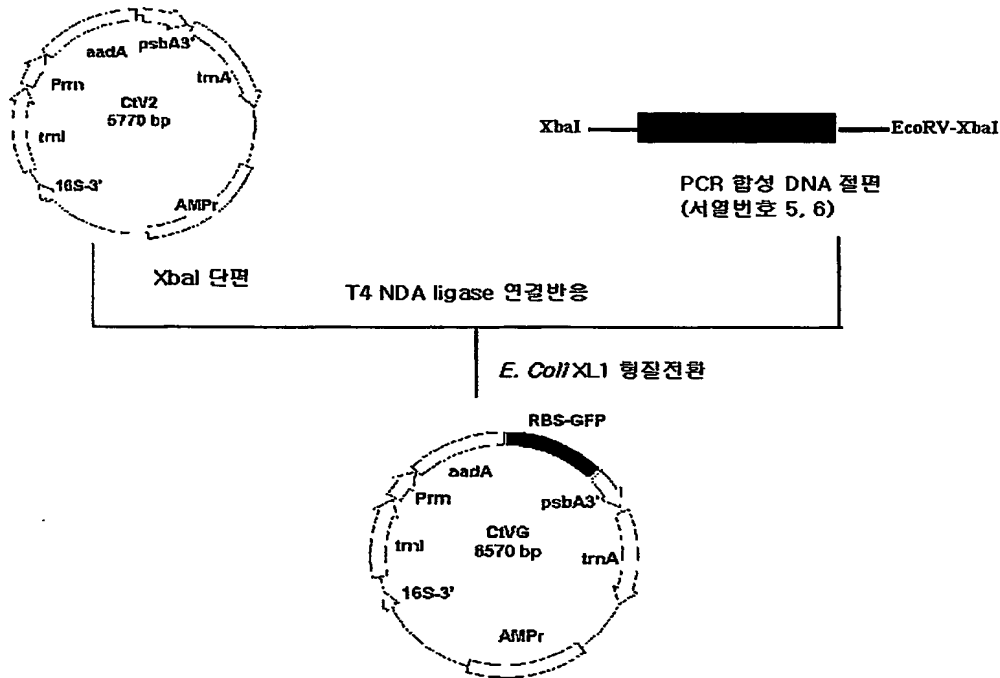 aadA
psbA3'
trnA
Prrn
CtV2
5770 bp
trnI
16S-3'
AMPr
XbaI
EcoRV-XbaI
PCR 합성 DNA 절편
(서열번호 5, 6)
XbaI 단편
T4 NDA ligase 연결반응
E. Coli XL1 형질전환
RBS-GFP
aadA
Prrn
psbA3'
CtVG
6570 bp
trnI
trnA
16S-3'
AMPr